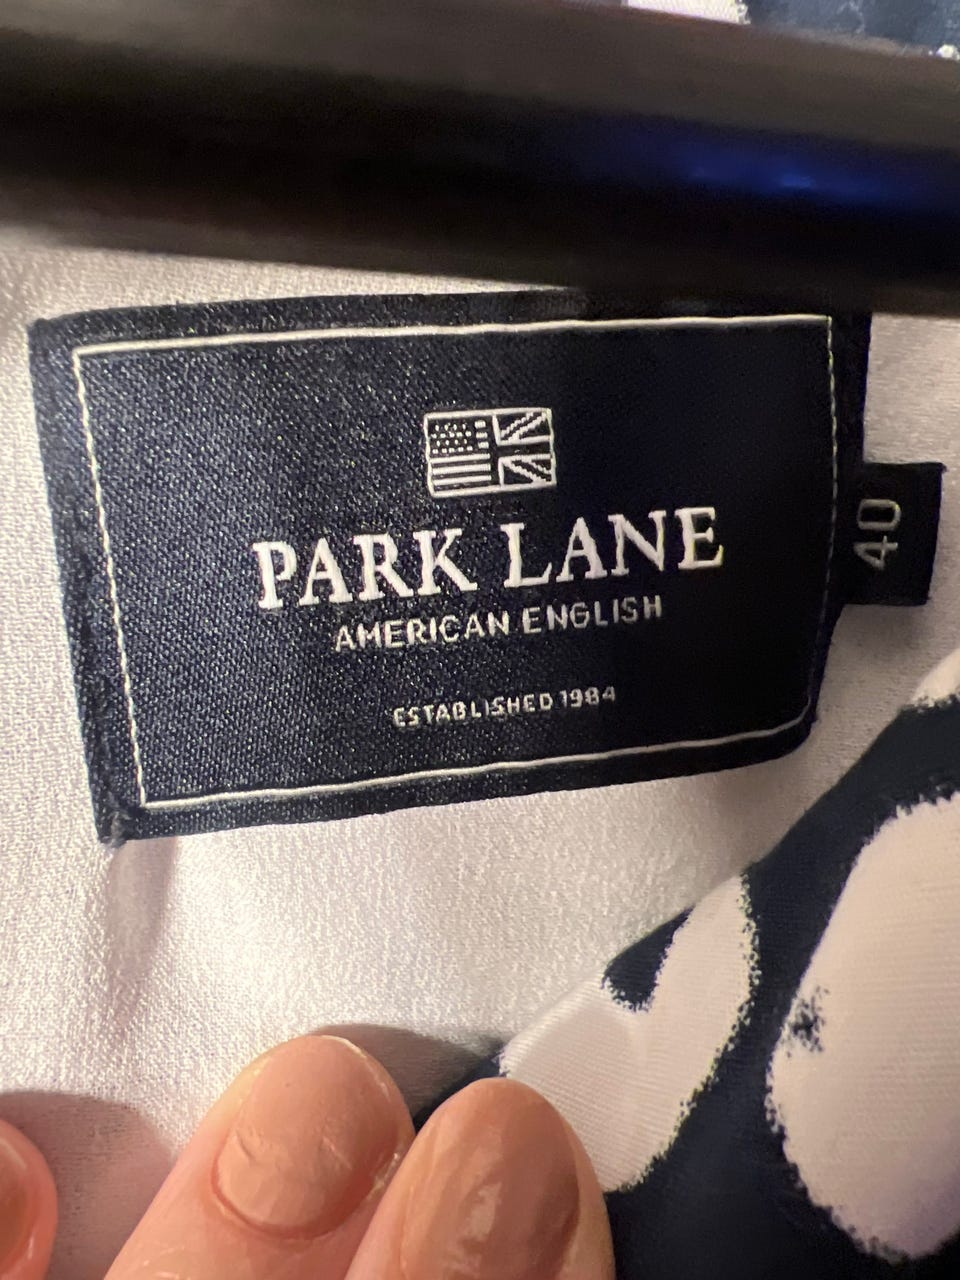 PARK LANE
AMERICAN ENGLISH
ESTABLISHED 1984
40